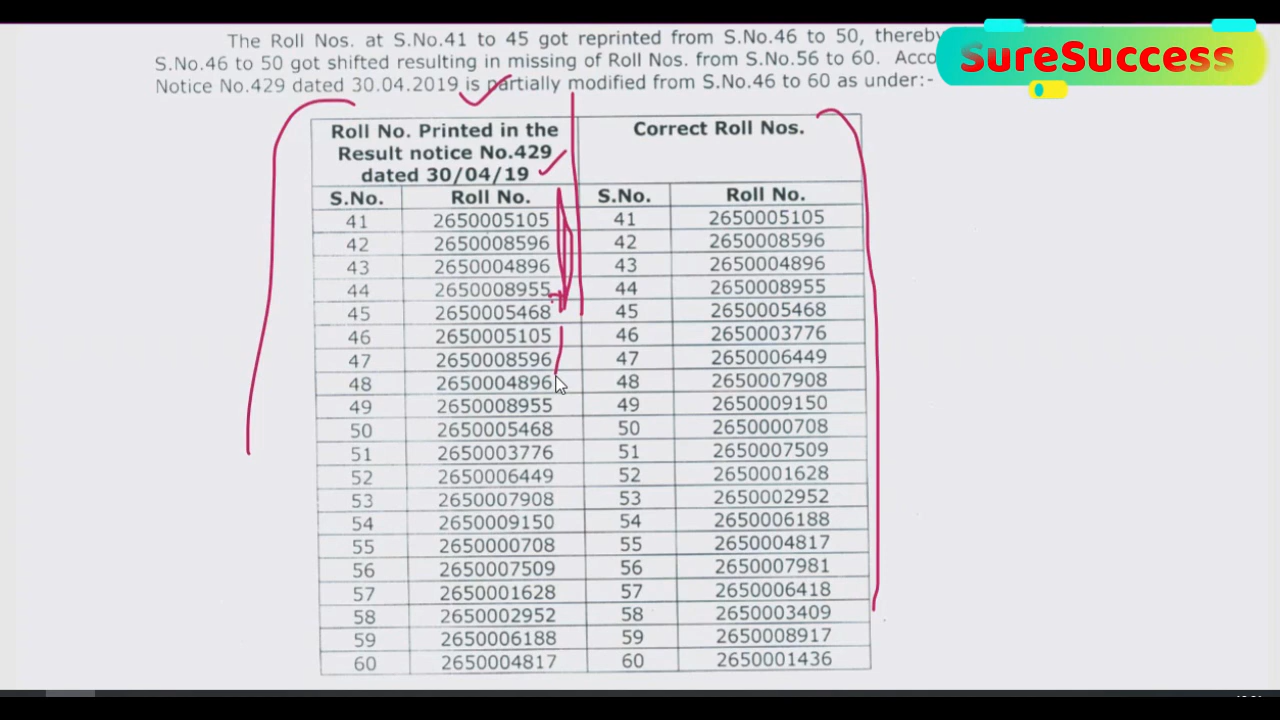 The Roll Nos. at S.No.41 to 45 got reprinted from S.No.46 to 50, thereby
S.No.46 to 50 got shifted resulting in missing of Roll Nos. from S.No.56 to 60.
Notice No.429 dated 30.04.2019 is partially modified from S.No.46 to 60 as under:-
SureSuccess
Roll No. Printed in the Result notice No.429 dated 30/04/19 Correct Roll Nos.
S.No. Roll No. S.No. Roll No.
41 2650005105 41 2650005105
42 2650008596 42 2650008596
43 2650004896 43 2650004896
44 2650008955 44 2650008955
45 2650005468 45 2650005468
46 2650005105 46 2650003776
47 2650008596 47 2650006449
48 2650004896 48 2650007908
49 2650008955 49 2650009150
50 2650005468 50 2650000708
51 2650003776 51 2650007509
52 2650006449 52 2650001628
53 2650007908 53 2650002952
54 2650009150 54 2650006188
55 2650000708 55 2650004817
56 2650007509 56 2650007981
57 2650001628 57 2650006418
58 2650002952 58 2650003409
59 2650006188 59 2650008917
60 2650004817 60 2650001436